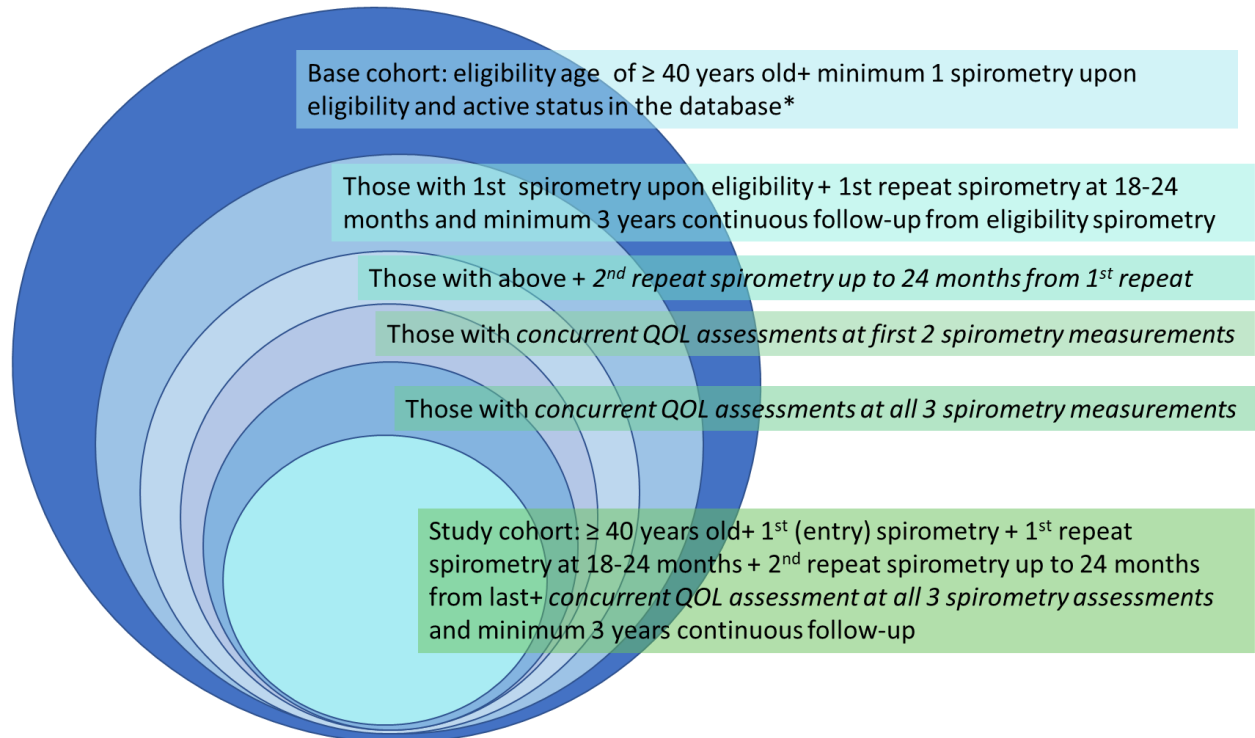 Base cohort: eligibility age of ≥ 40 years old+ minimum 1 spirometry upon
eligibility and active status in the database*
Those with 1st spirometry upon eligibility + 1st repeat spirometry at 18-24
months and minimum 3 years continuous follow-up from eligibility spirometry
Those with above + 2nd repeat spirometry up to 24 months from 1st repeat
Those with concurrent QOL assessments at first 2 spirometry measurements
Those with concurrent QOL assessments at all 3 spirometry measurements
Study cohort: ≥ 40 years old+ 1st (entry) spirometry + 1st repeat
spirometry at 18-24 months + 2nd repeat spirometry up to 24 months
from last+ concurrent QOL assessment at all 3 spirometry assessments
and minimum 3 years continuous follow-up